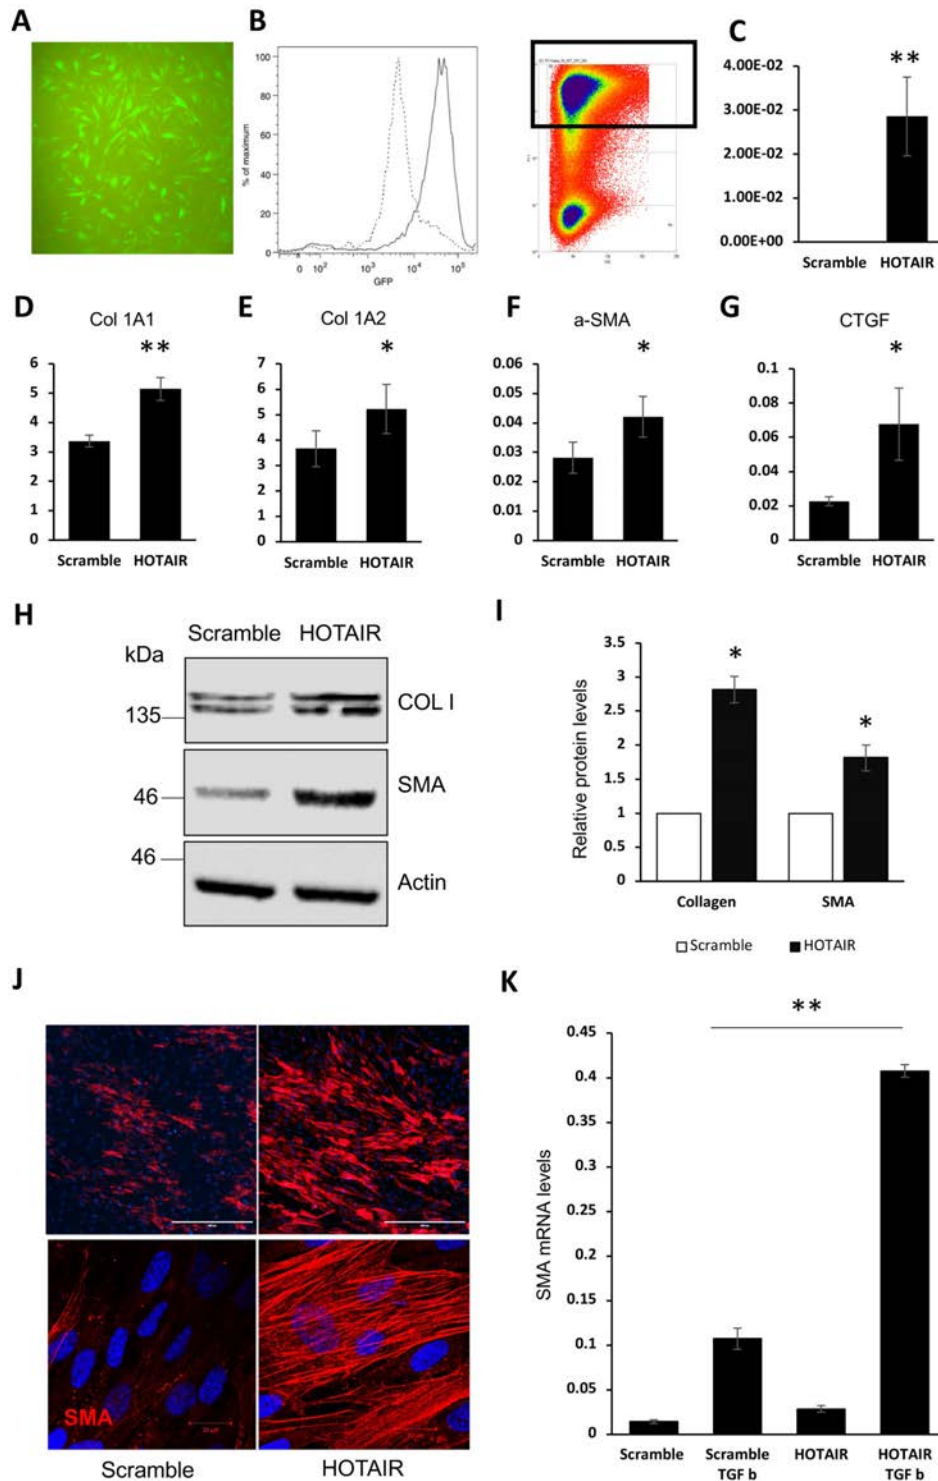 A
B
C
% of maximum
100
80
60
40
20
0
0 10² 10³ 10⁴ 10⁵
GFP
**
4.00E-02
3.00E-02
2.00E-02
1.00E-02
0.00E+00
Scramble HOTAIR
D
Col 1A1
**
6
5
4
3
2
1
0
Scramble HOTAIR
E
Col 1A2
*
7
6
5
4
3
2
1
0
Scramble HOTAIR
F
a-SMA
*
0.06
0.05
0.04
0.03
0.02
0.01
0
Scramble HOTAIR
G
CTGF
*
0.1
0.08
0.06
0.04
0.02
0
Scramble HOTAIR
H
Scramble HOTAIR
kDa
135
COL I
46
SMA
46
Actin
I
Relative protein levels
3.5
3
2.5
2
1.5
1
0.5
0
*
*
Collagen SMA
Scramble HOTAIR
J
SMA
Scramble HOTAIR
K
**
SMA mRNA levels
0.45
0.4
0.35
0.3
0.25
0.2
0.15
0.1
0.05
0
Scramble Scramble TGF b HOTAIR HOTAIR TGF b